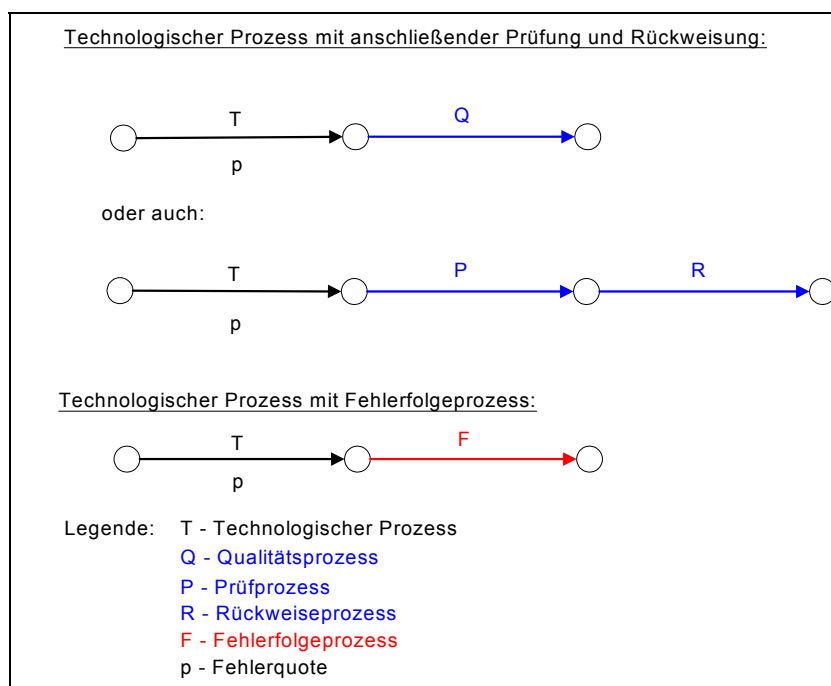 Technologischer Prozess mit anschließender Prüfung und Rückweisung:
T
Q
p
oder auch:
T
P
R
p
Technologischer Prozess mit Fehlerfolgeprozess:
T
F
p
Legende: T - Technologischer Prozess
Q - Qualitätsprozess
P - Prüfprozess
R - Rückweiseprozess
F - Fehlerfolgeprozess
p - Fehlerquote